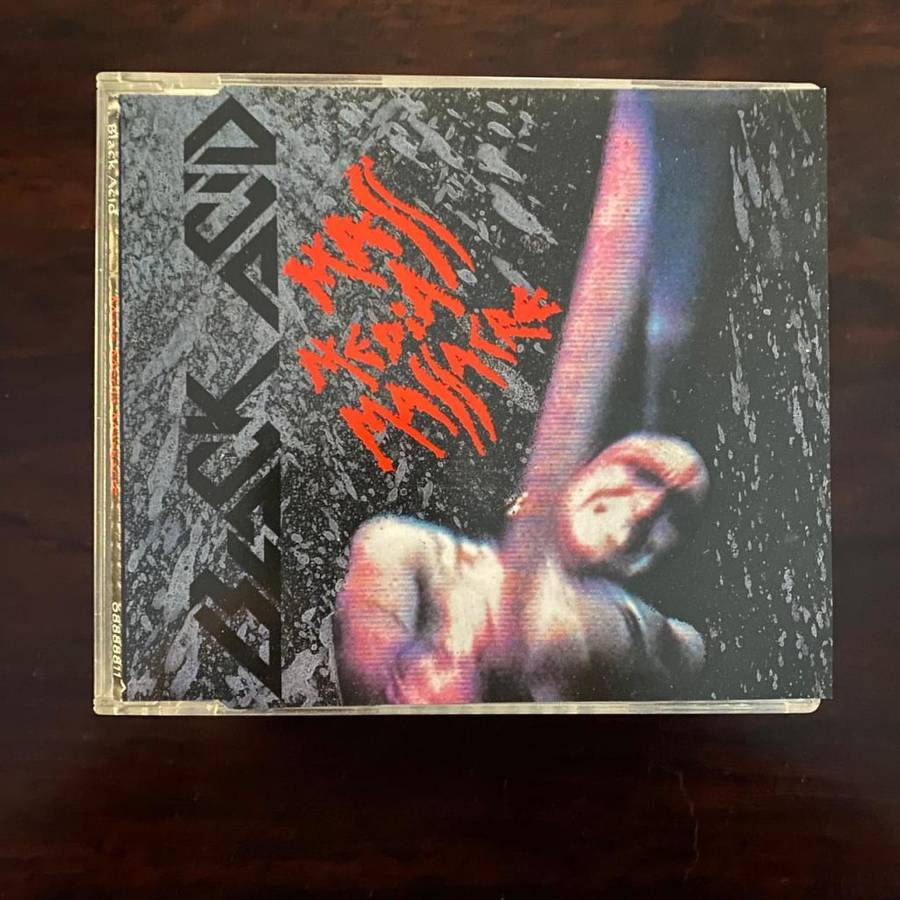 BLACK ACID
MASS
MEDIA
MASSACRE
Black Acid